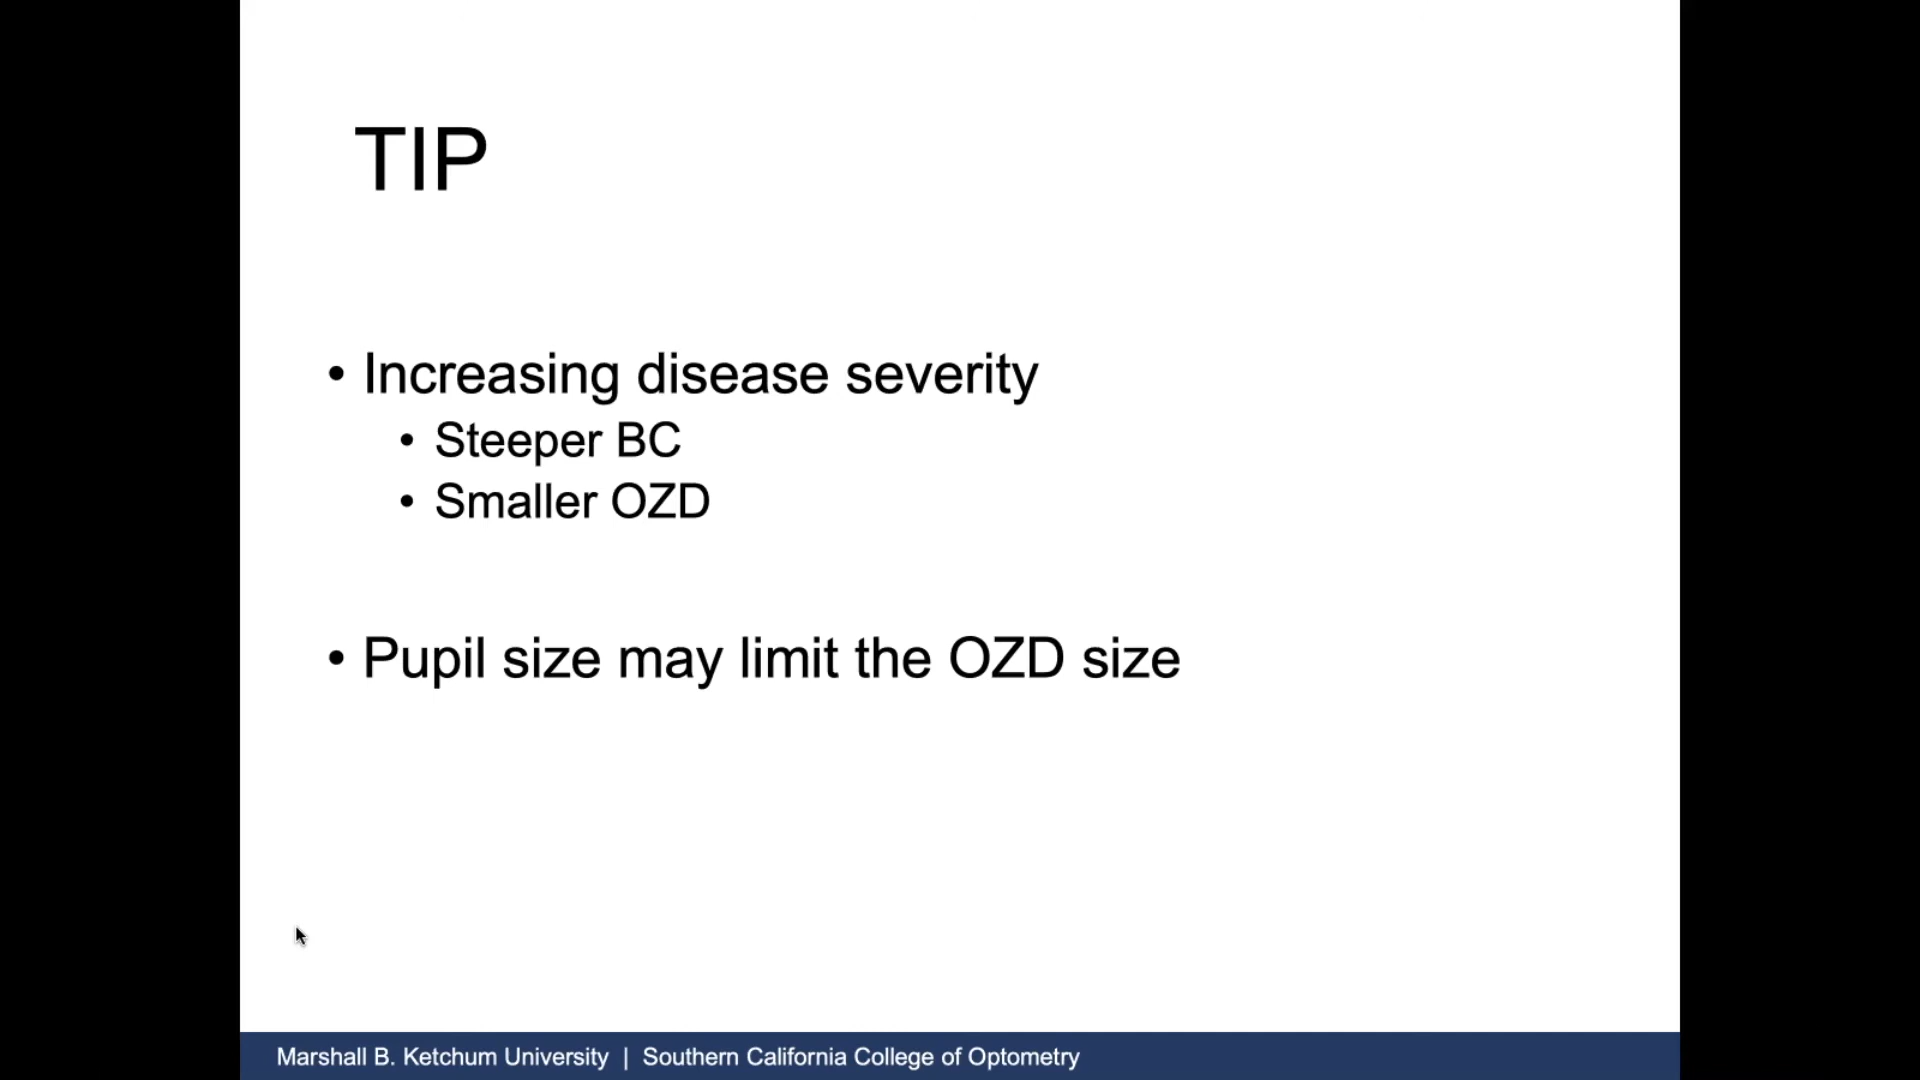 TIP
• Increasing disease severity
• Steeper BC
• Smaller OZD
• Pupil size may limit the OZD size
Marshall B. Ketchum University | Southern California College of Optometry